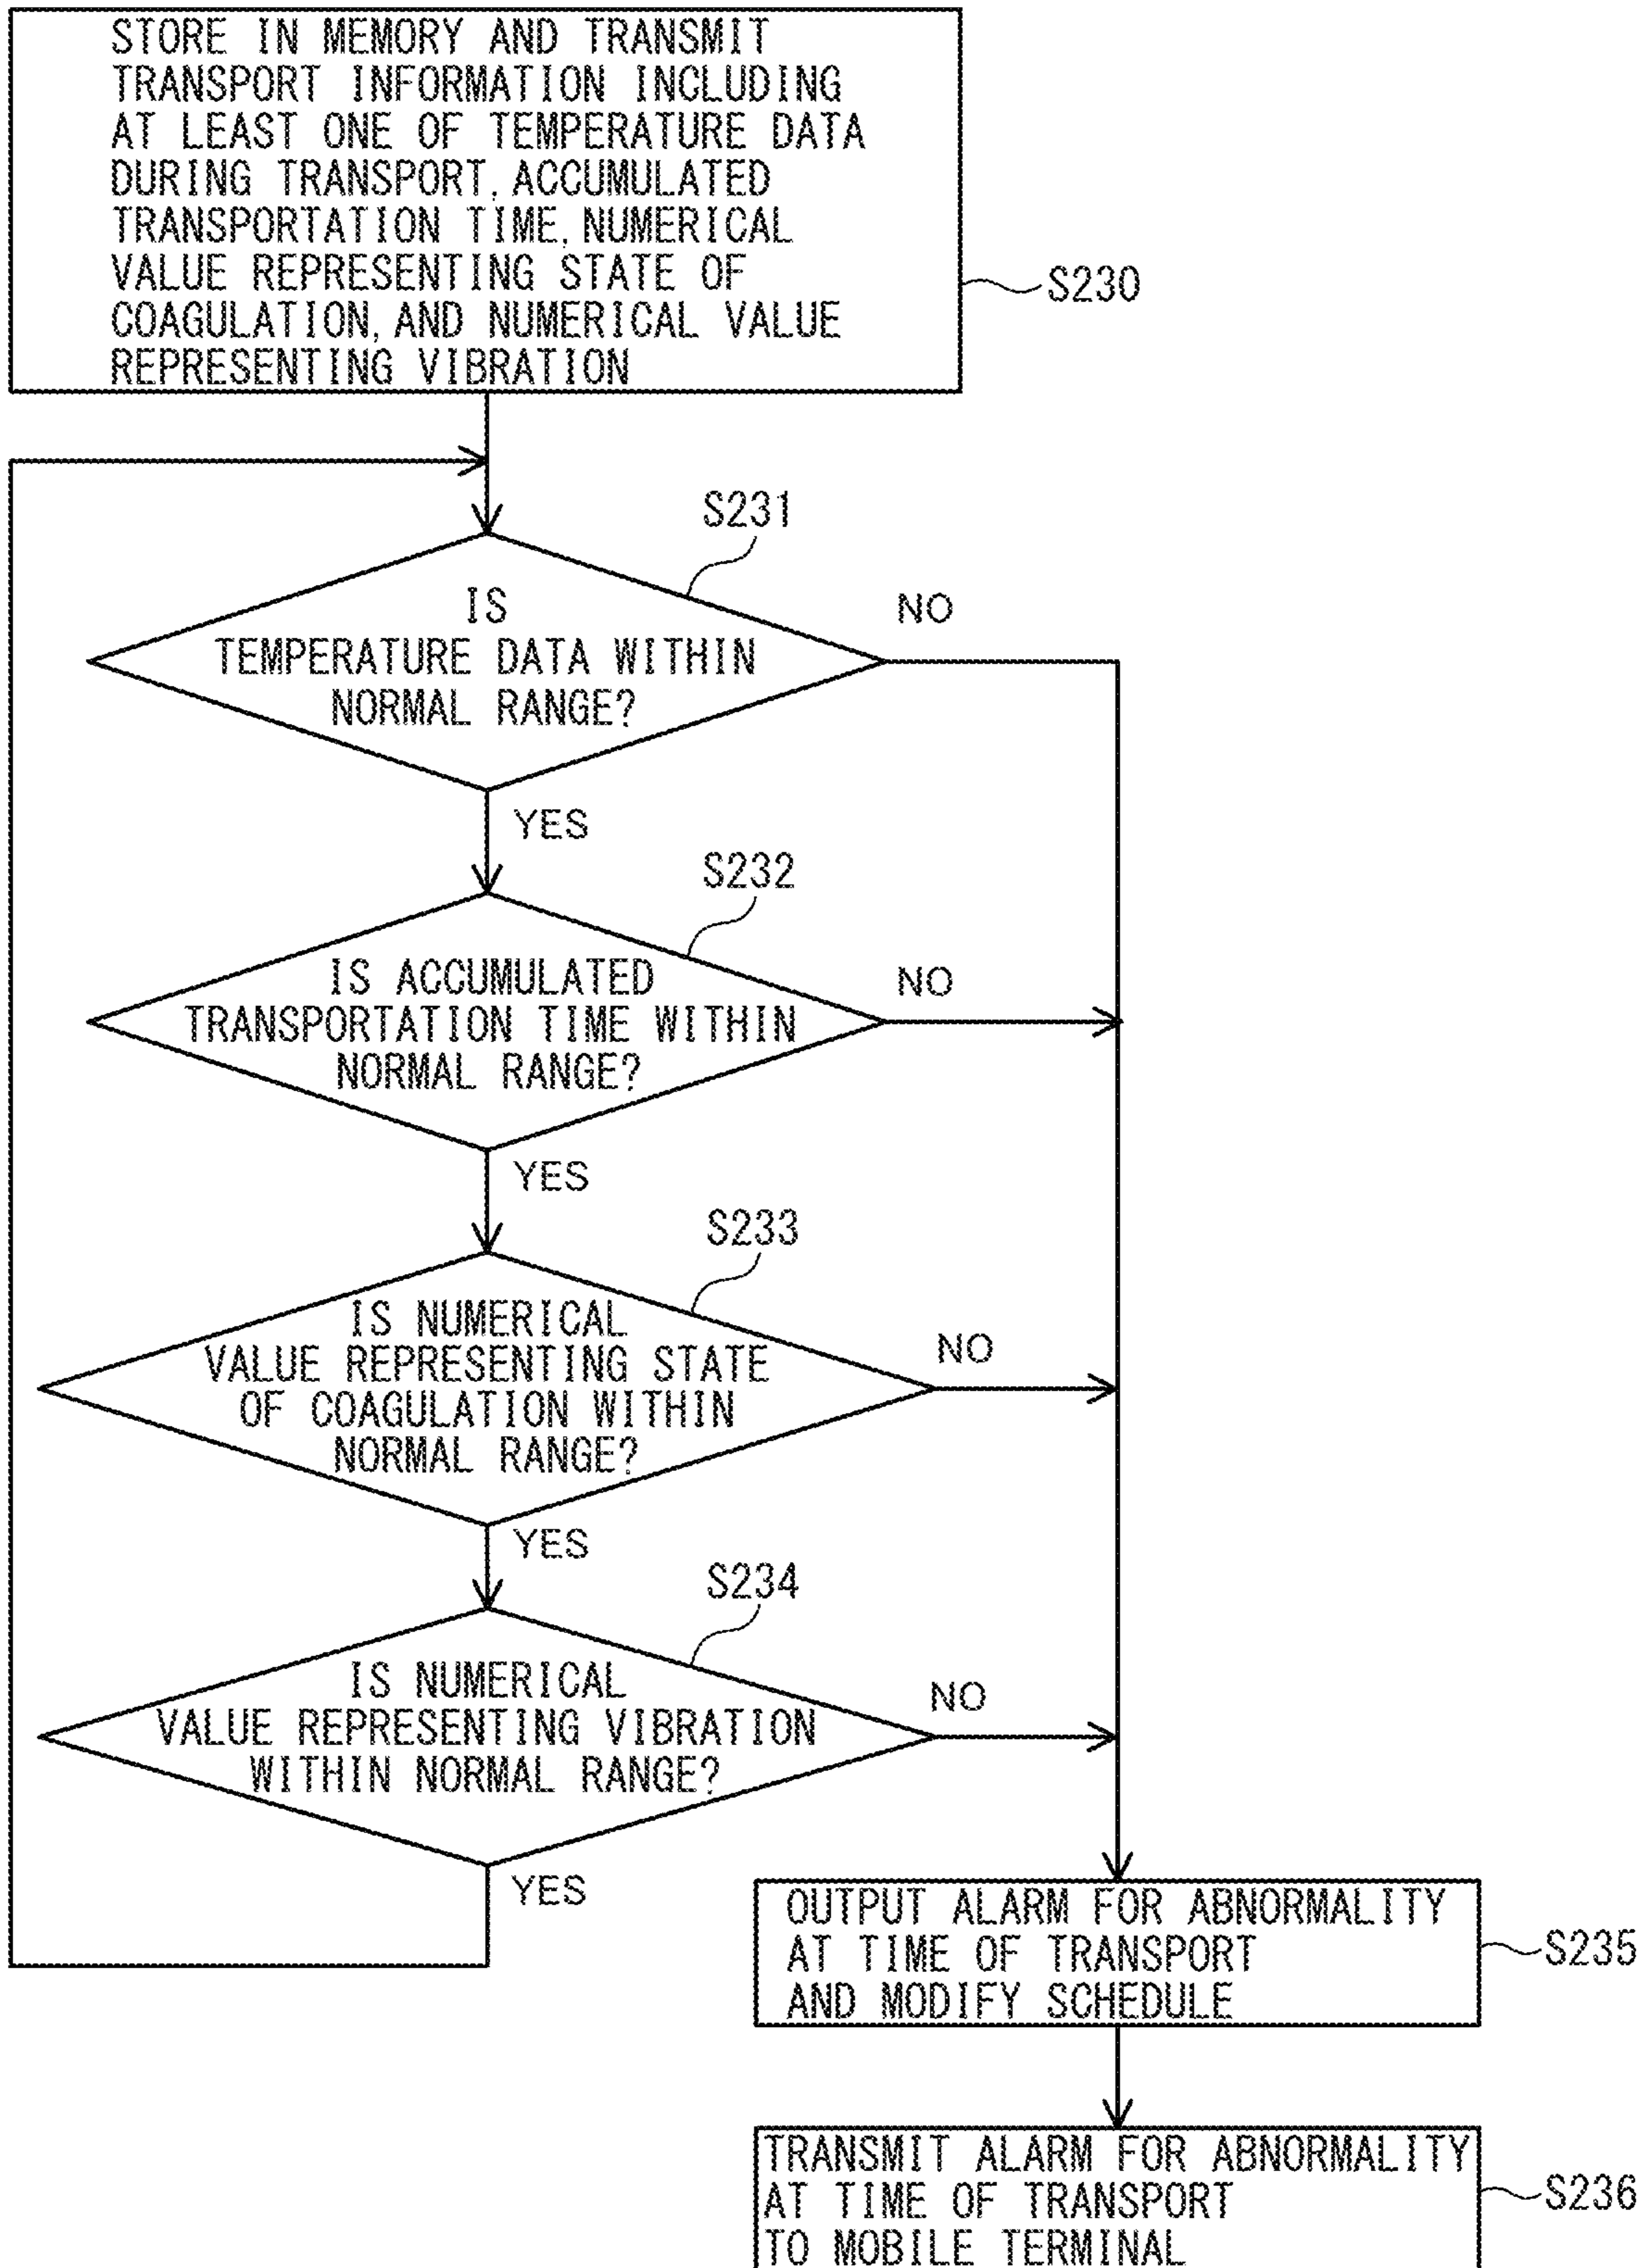 STORE IN MEMORY AND TRANSMIT
TRANSPORT INFORMATION INCLUDING
AT LEAST ONE OF TEMPERATURE DATA
DURING TRANSPORT, ACCUMULATED
TRANSPORTATION TIME, NUMERICAL
VALUE REPRESENTING STATE OF
COAGULATION, AND NUMERICAL VALUE
REPRESENTING VIBRATION
S230
S231
IS
TEMPERATURE DATA WITHIN
NORMAL RANGE?
NO
YES
S232
IS ACCUMULATED
TRANSPORTATION TIME WITHIN
NORMAL RANGE?
NO
YES
S233
IS NUMERICAL
VALUE REPRESENTING STATE
OF COAGULATION WITHIN
NORMAL RANGE?
NO
YES
S234
IS NUMERICAL
VALUE REPRESENTING VIBRATION
WITHIN NORMAL RANGE?
NO
YES
OUTPUT ALARM FOR ABNORMALITY
AT TIME OF TRANSPORT
AND MODIFY SCHEDULE
S235
TRANSMIT ALARM FOR ABNORMALITY
AT TIME OF TRANSPORT
TO MOBILE TERMINAL
S236